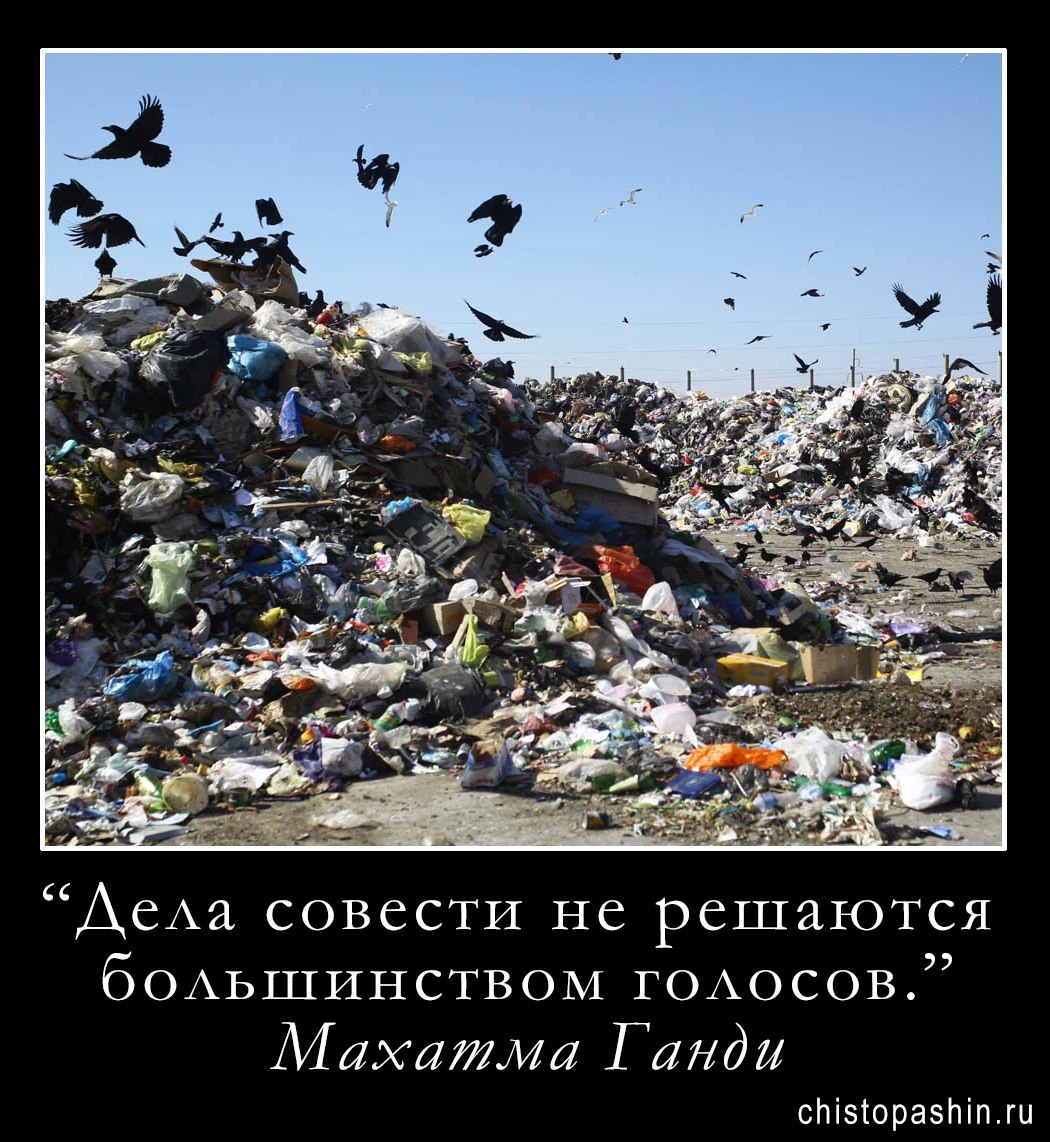 “Дела совести не решаются
большинством голосов.”
Махатма Ганди
chistopashin.ru